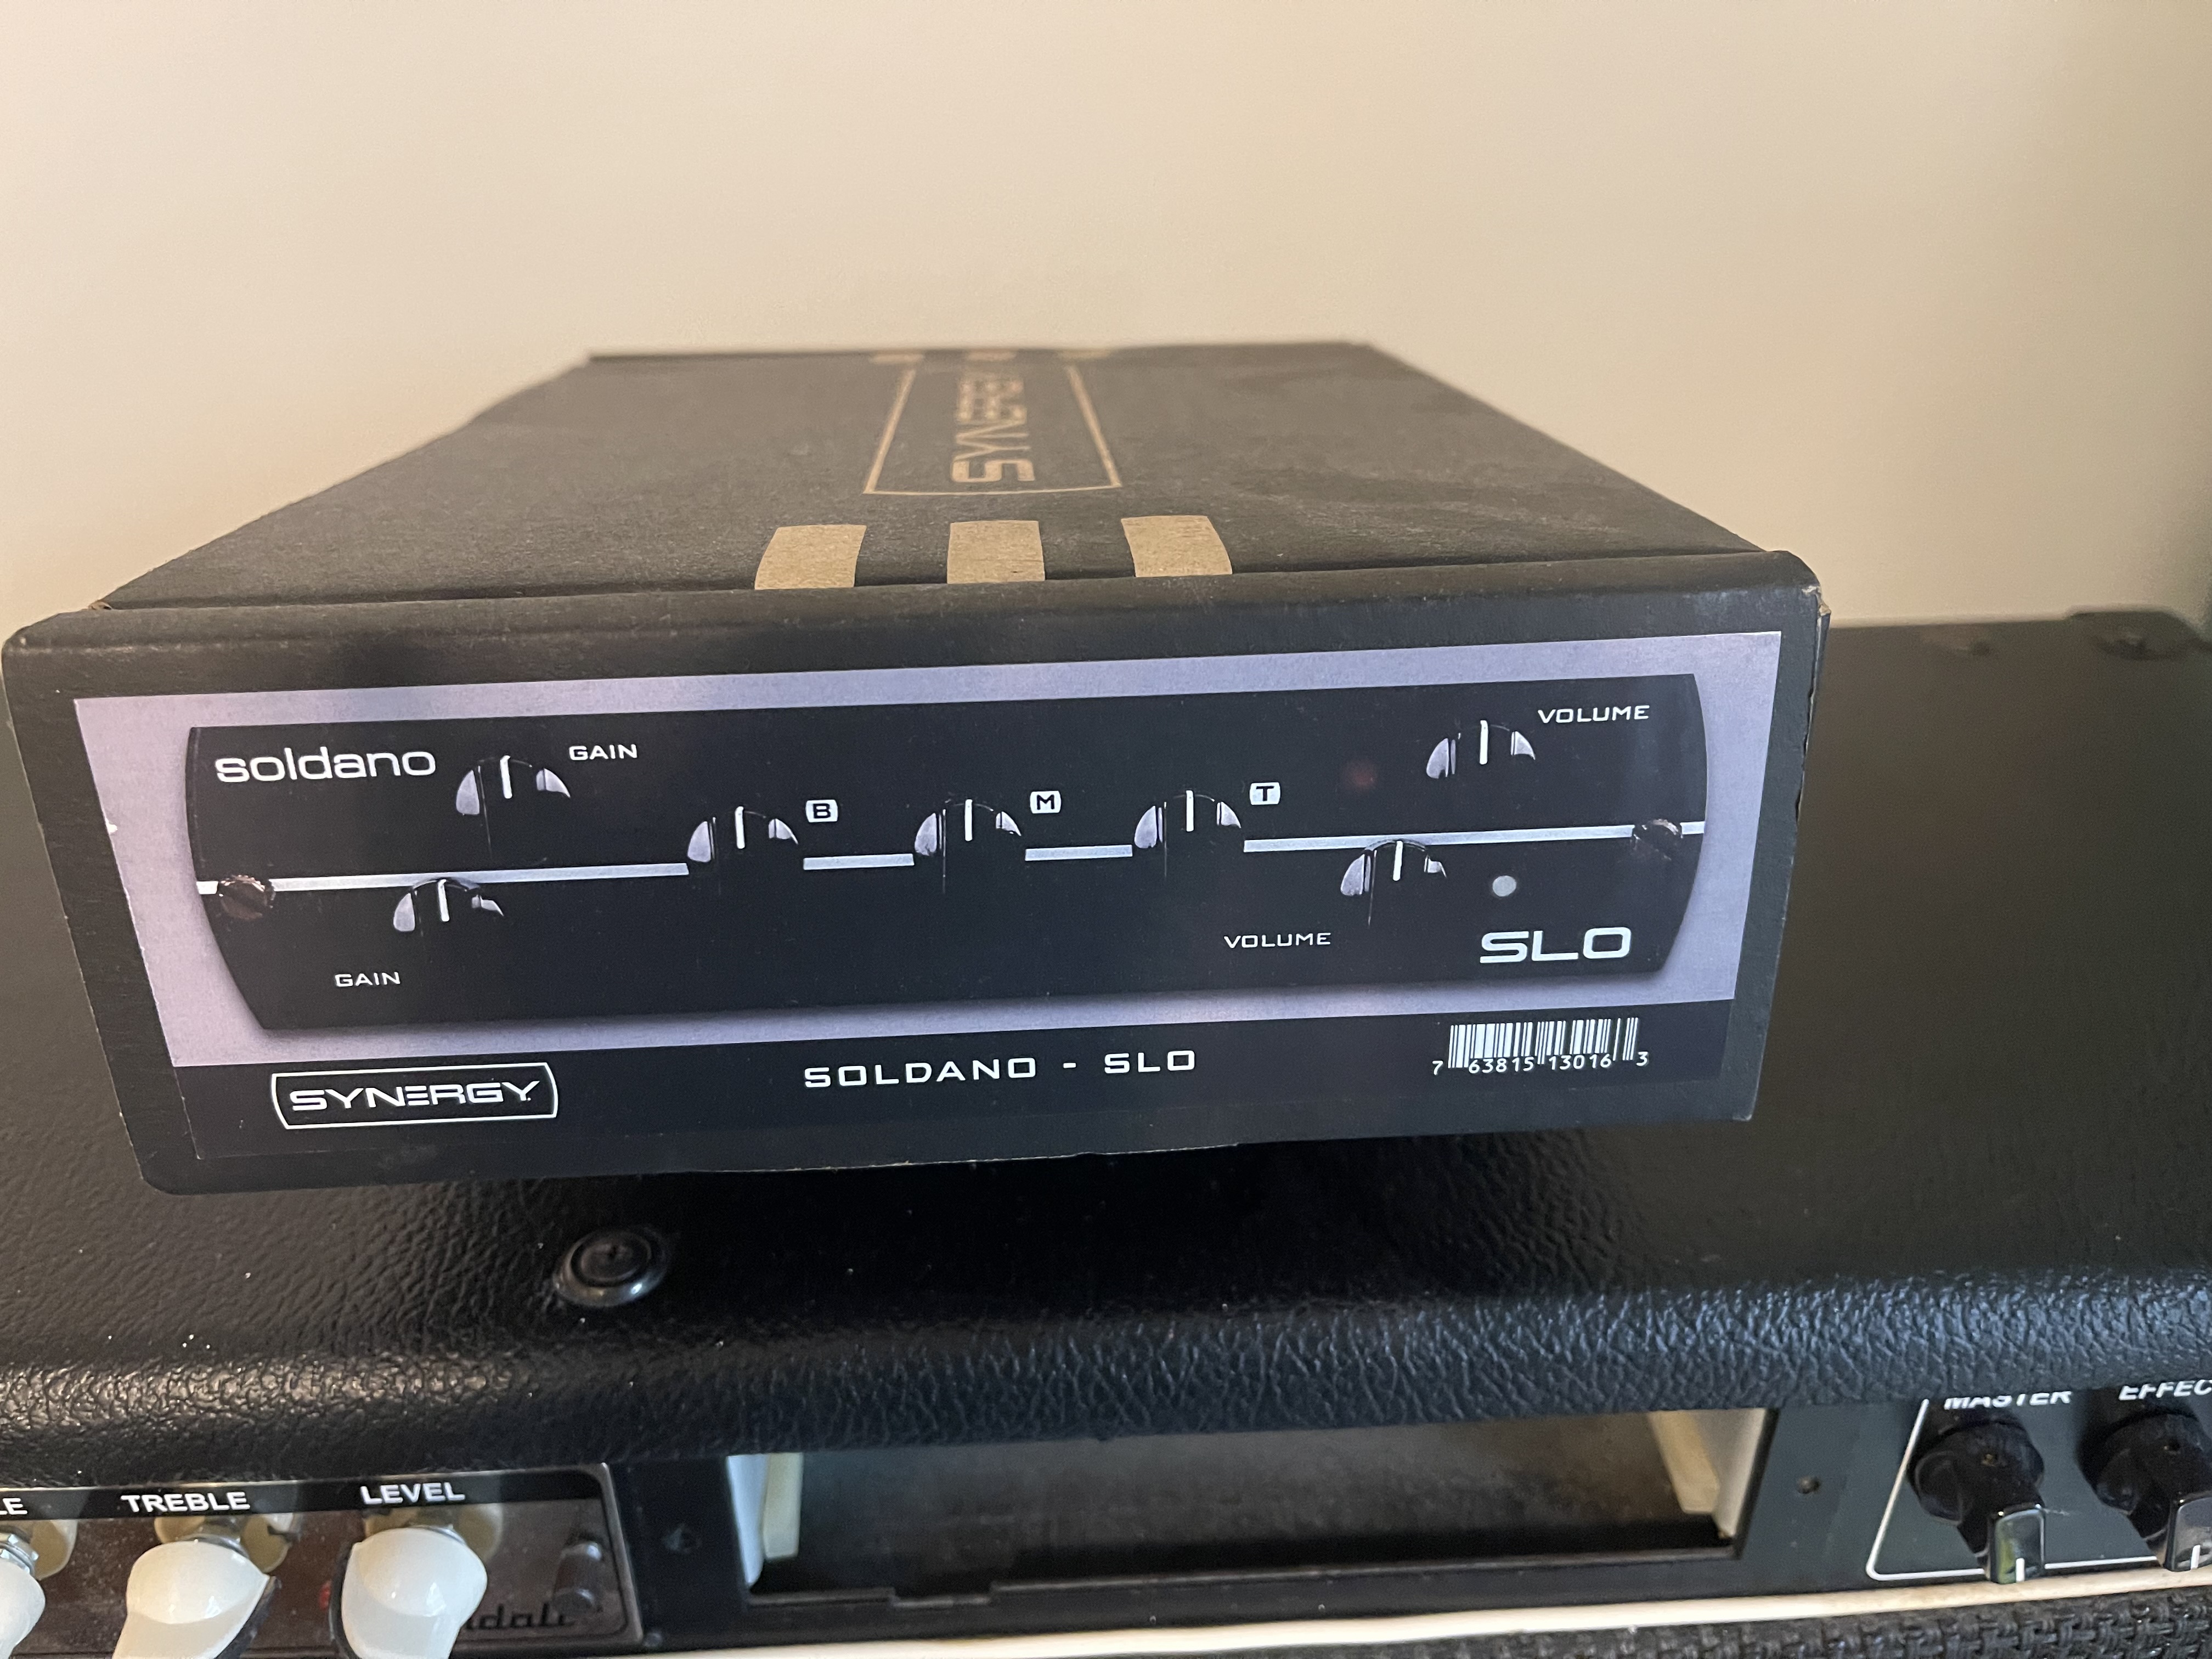 SYNERGY
soldano
GAIN
VOLUME
B
M
T
GAIN
VOLUME
SLO
SYNERGY
SOLDANO - SLO
7 63815 13016 3
MASTER
TREBLE
LEVEL